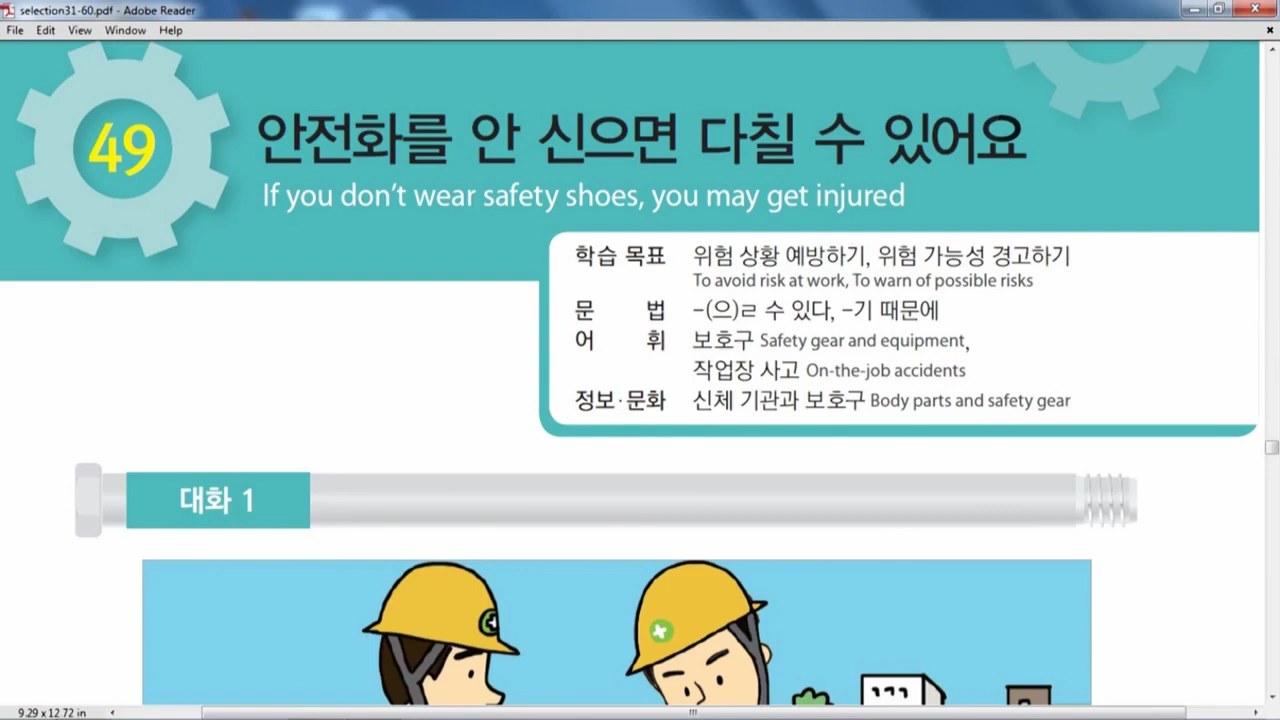 selection31-60.pdf - Adobe Reader
File Edit View Window Help
49
안전화를 안 신으면 다칠 수 있어요
If you don't wear safety shoes, you may get injured
학습 목표 위험 상황 예방하기, 위험 가능성 경고하기
To avoid risk at work, To warn of possible risks
문 법 -(으)ㄹ 수 있다, -기 때문에
어 휘 보호구 Safety gear and equipment,
작업장 사고 On-the-job accidents
정보·문화 신체 기관과 보호구 Body parts and safety gear
대화 1
9.29 x 12.72 in